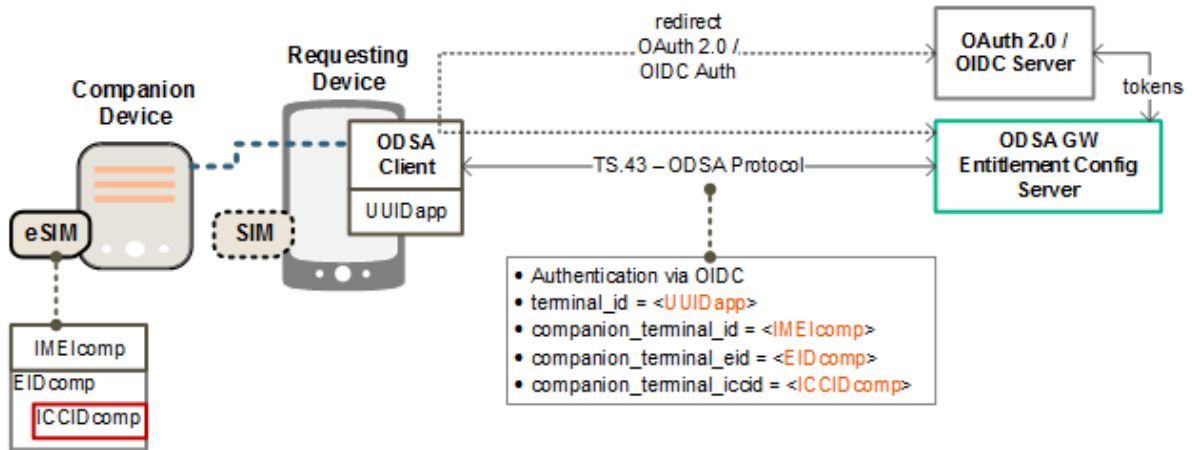 redirect
OAuth 2.0 /
OIDC Auth
OAuth 2.0 /
OIDC Server
Requesting
Device
Companion
Device
tokens
ODSA
Client
ODSA GW
Entitlement Config
Server
TS.43 – ODSA Protocol
UUIDapp
eSIM
SIM
• Authentication via OIDC
• terminal_id = <UUIDapp>
• companion_terminal_id = <IMEIcomp>
• companion_terminal_eid = <EIDcomp>
• companion_terminal_iccid = <ICCIDcomp>
IMEIcomp
EIDcomp
ICCIDcomp